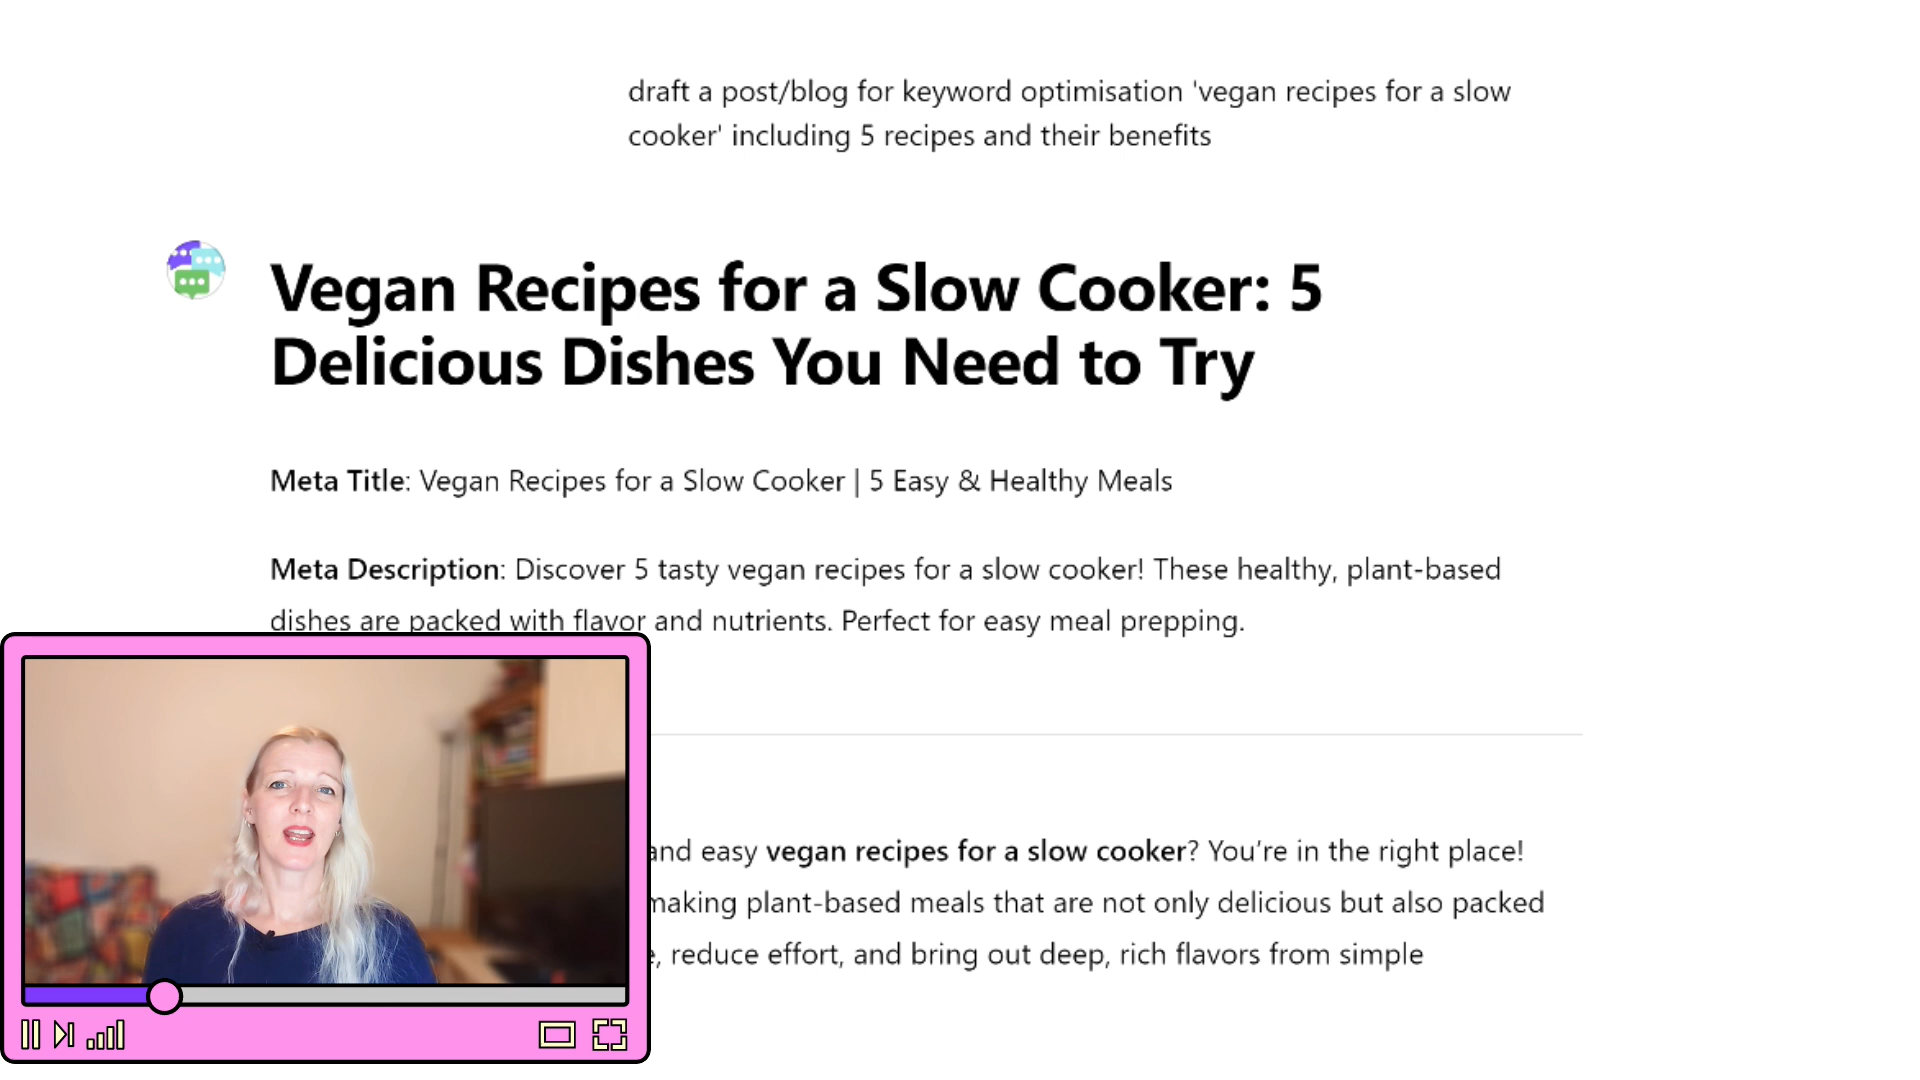 draft a post/blog for keyword optimisation 'vegan recipes for a slow
cooker' including 5 recipes and their benefits
Vegan Recipes for a Slow Cooker: 5
Delicious Dishes You Need to Try
Meta Title: Vegan Recipes for a Slow Cooker | 5 Easy & Healthy Meals
Meta Description: Discover 5 tasty vegan recipes for a slow cooker! These healthy, plant-based
dishes are packed with flavor and nutrients. Perfect for easy meal prepping.
and easy vegan recipes for a slow cooker? You’re in the right place!
making plant-based meals that are not only delicious but also packed
, reduce effort, and bring out deep, rich flavors from simple